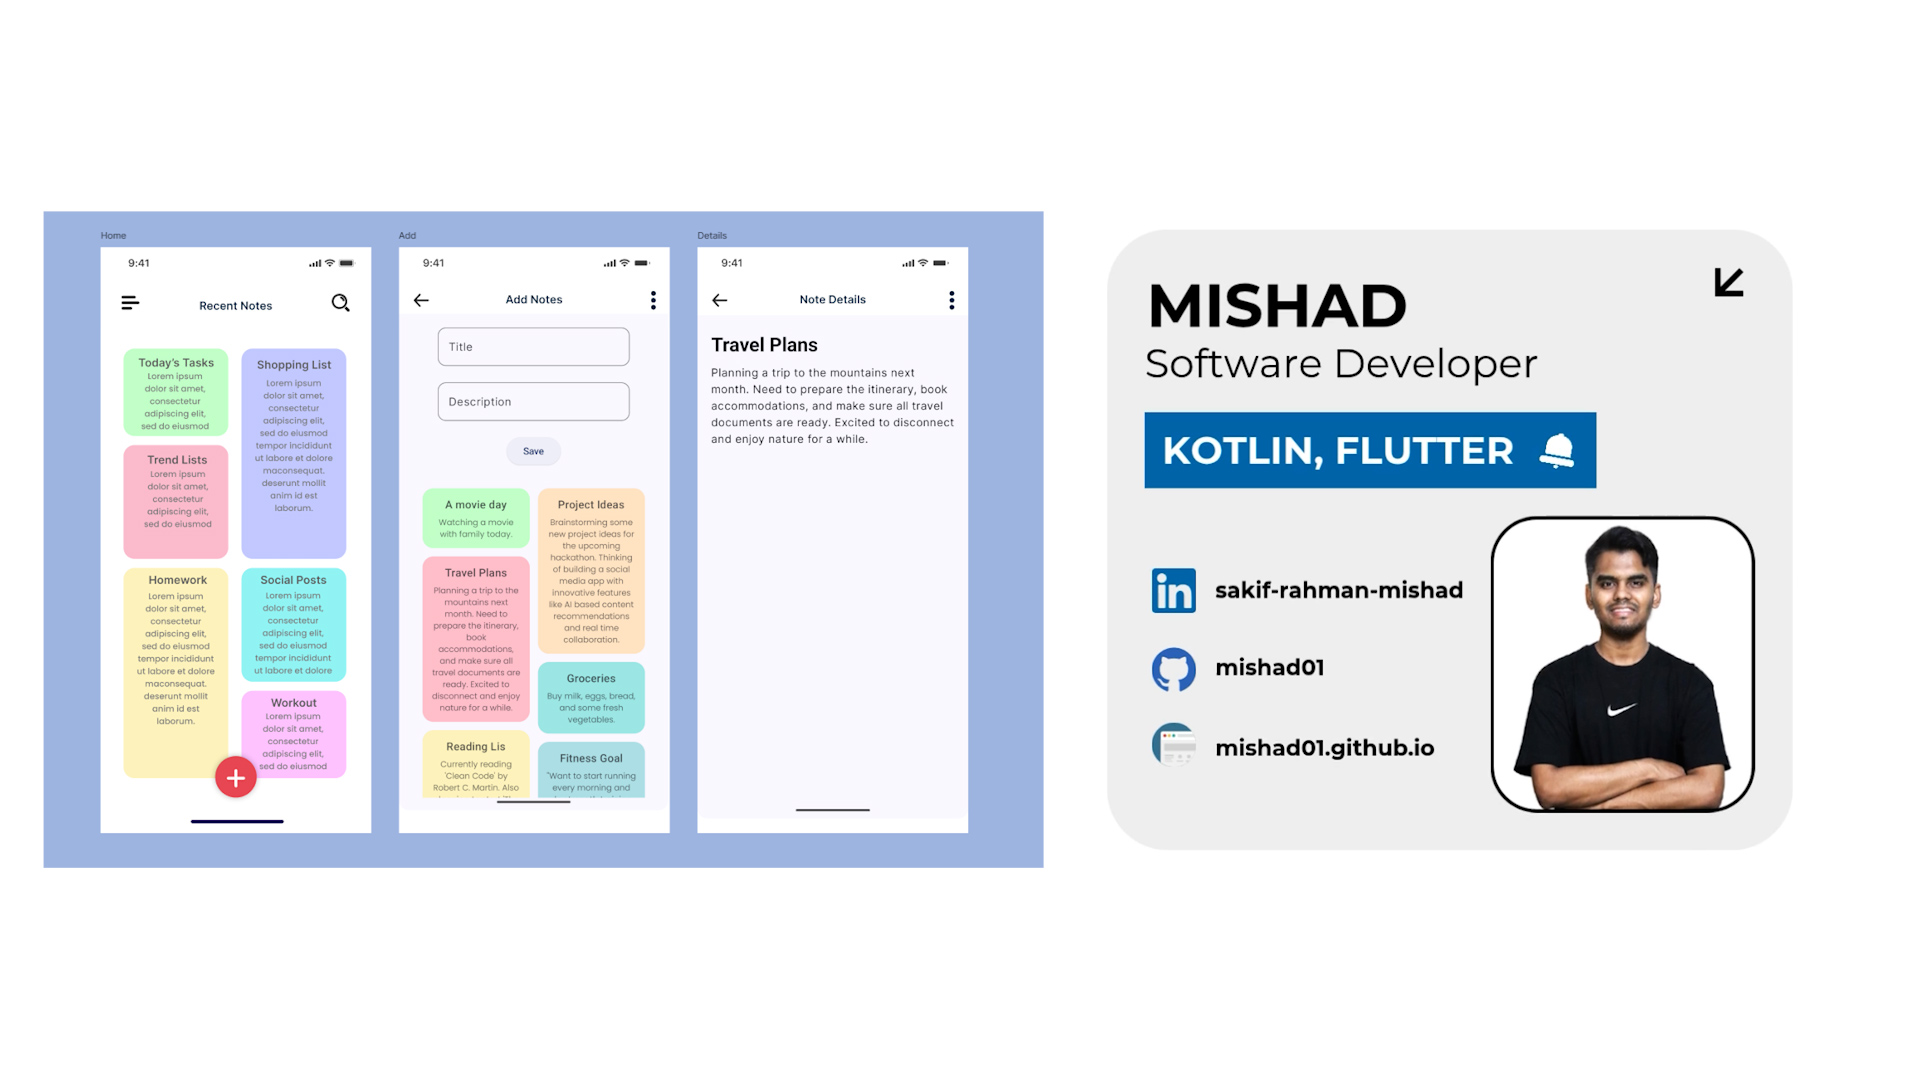 Home
9:41
Recent Notes
Today's Tasks
Lorem ipsum
dolor sit amet,
consectetur
adipiscing elit,
sed do eiusmod
Trend Lists
Lorem ipsum
dolor sit amet,
consectetur
adipiscing elit,
sed do eiusmod
Homework
Lorem ipsum
dolor sit amet,
consectetur
adipiscing elit,
sed do eiusmod
tempor incididunt
ut labore et dolore
maconsequat.
deserunt mollit
anim id est
laborum.
Shopping List
Lorem ipsum
dolor sit amet,
consectetur
adipiscing elit,
sed do eiusmod
tempor incididunt
ut labore et dolore
maconsequat.
deserunt mollit
anim id est
laborum.
Social Posts
Lorem ipsum
dolor sit amet,
consectetur
adipiscing elit,
sed do eiusmod
tempor incididunt
ut labore et dolore
Workout
Lorem ipsum
dolor sit amet,
consectetur
adipiscing elit,
sed do eiusmod
Add
9:41
Add Notes
Title
Description
Save
A movie day
Watching a movie
with family today.
Travel Plans
Planning a trip to the
mountains next
month. Need to
prepare the itinerary,
book
accommodations,
and make sure all
travel documents are
ready. Excited to
disconnect and enjoy
nature for a while.
Reading Lis
Currently reading
'Clean Code' by
Robert C. Martin. Also
Project Ideas
Brainstorming some
new project ideas for
the upcoming
hackathon. Thinking
of building a social
media app with
innovative features
like AI based content
recommendations
and real time
collaboration.
Groceries
Buy milk, eggs, bread,
and some fresh
vegetables.
Fitness Goal
"Want to start running
every morning and
Details
9:41
Note Details
Travel Plans
Planning a trip to the mountains next
month. Need to prepare the itinerary, book
accommodations, and make sure all travel
documents are ready. Excited to disconnect
and enjoy nature for a while.
MISHAD
Software Developer
KOTLIN, FLUTTER
in
sakif-rahman-mishad
mishad01
mishad01.github.io